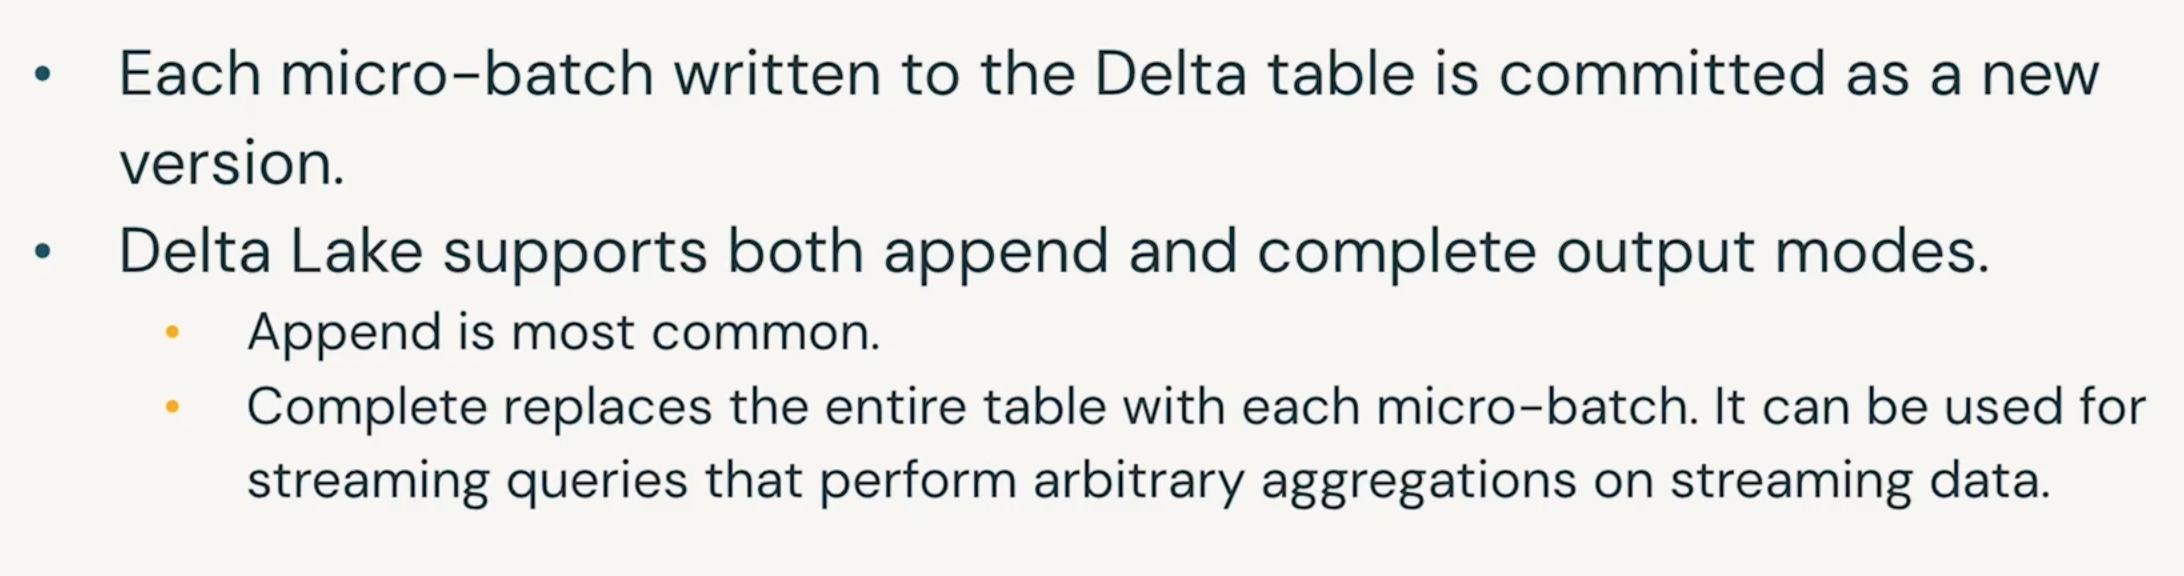 • Each micro-batch written to the Delta table is committed as a new
version.
• Delta Lake supports both append and complete output modes.
• Append is most common.
• Complete replaces the entire table with each micro-batch. It can be used for
streaming queries that perform arbitrary aggregations on streaming data.